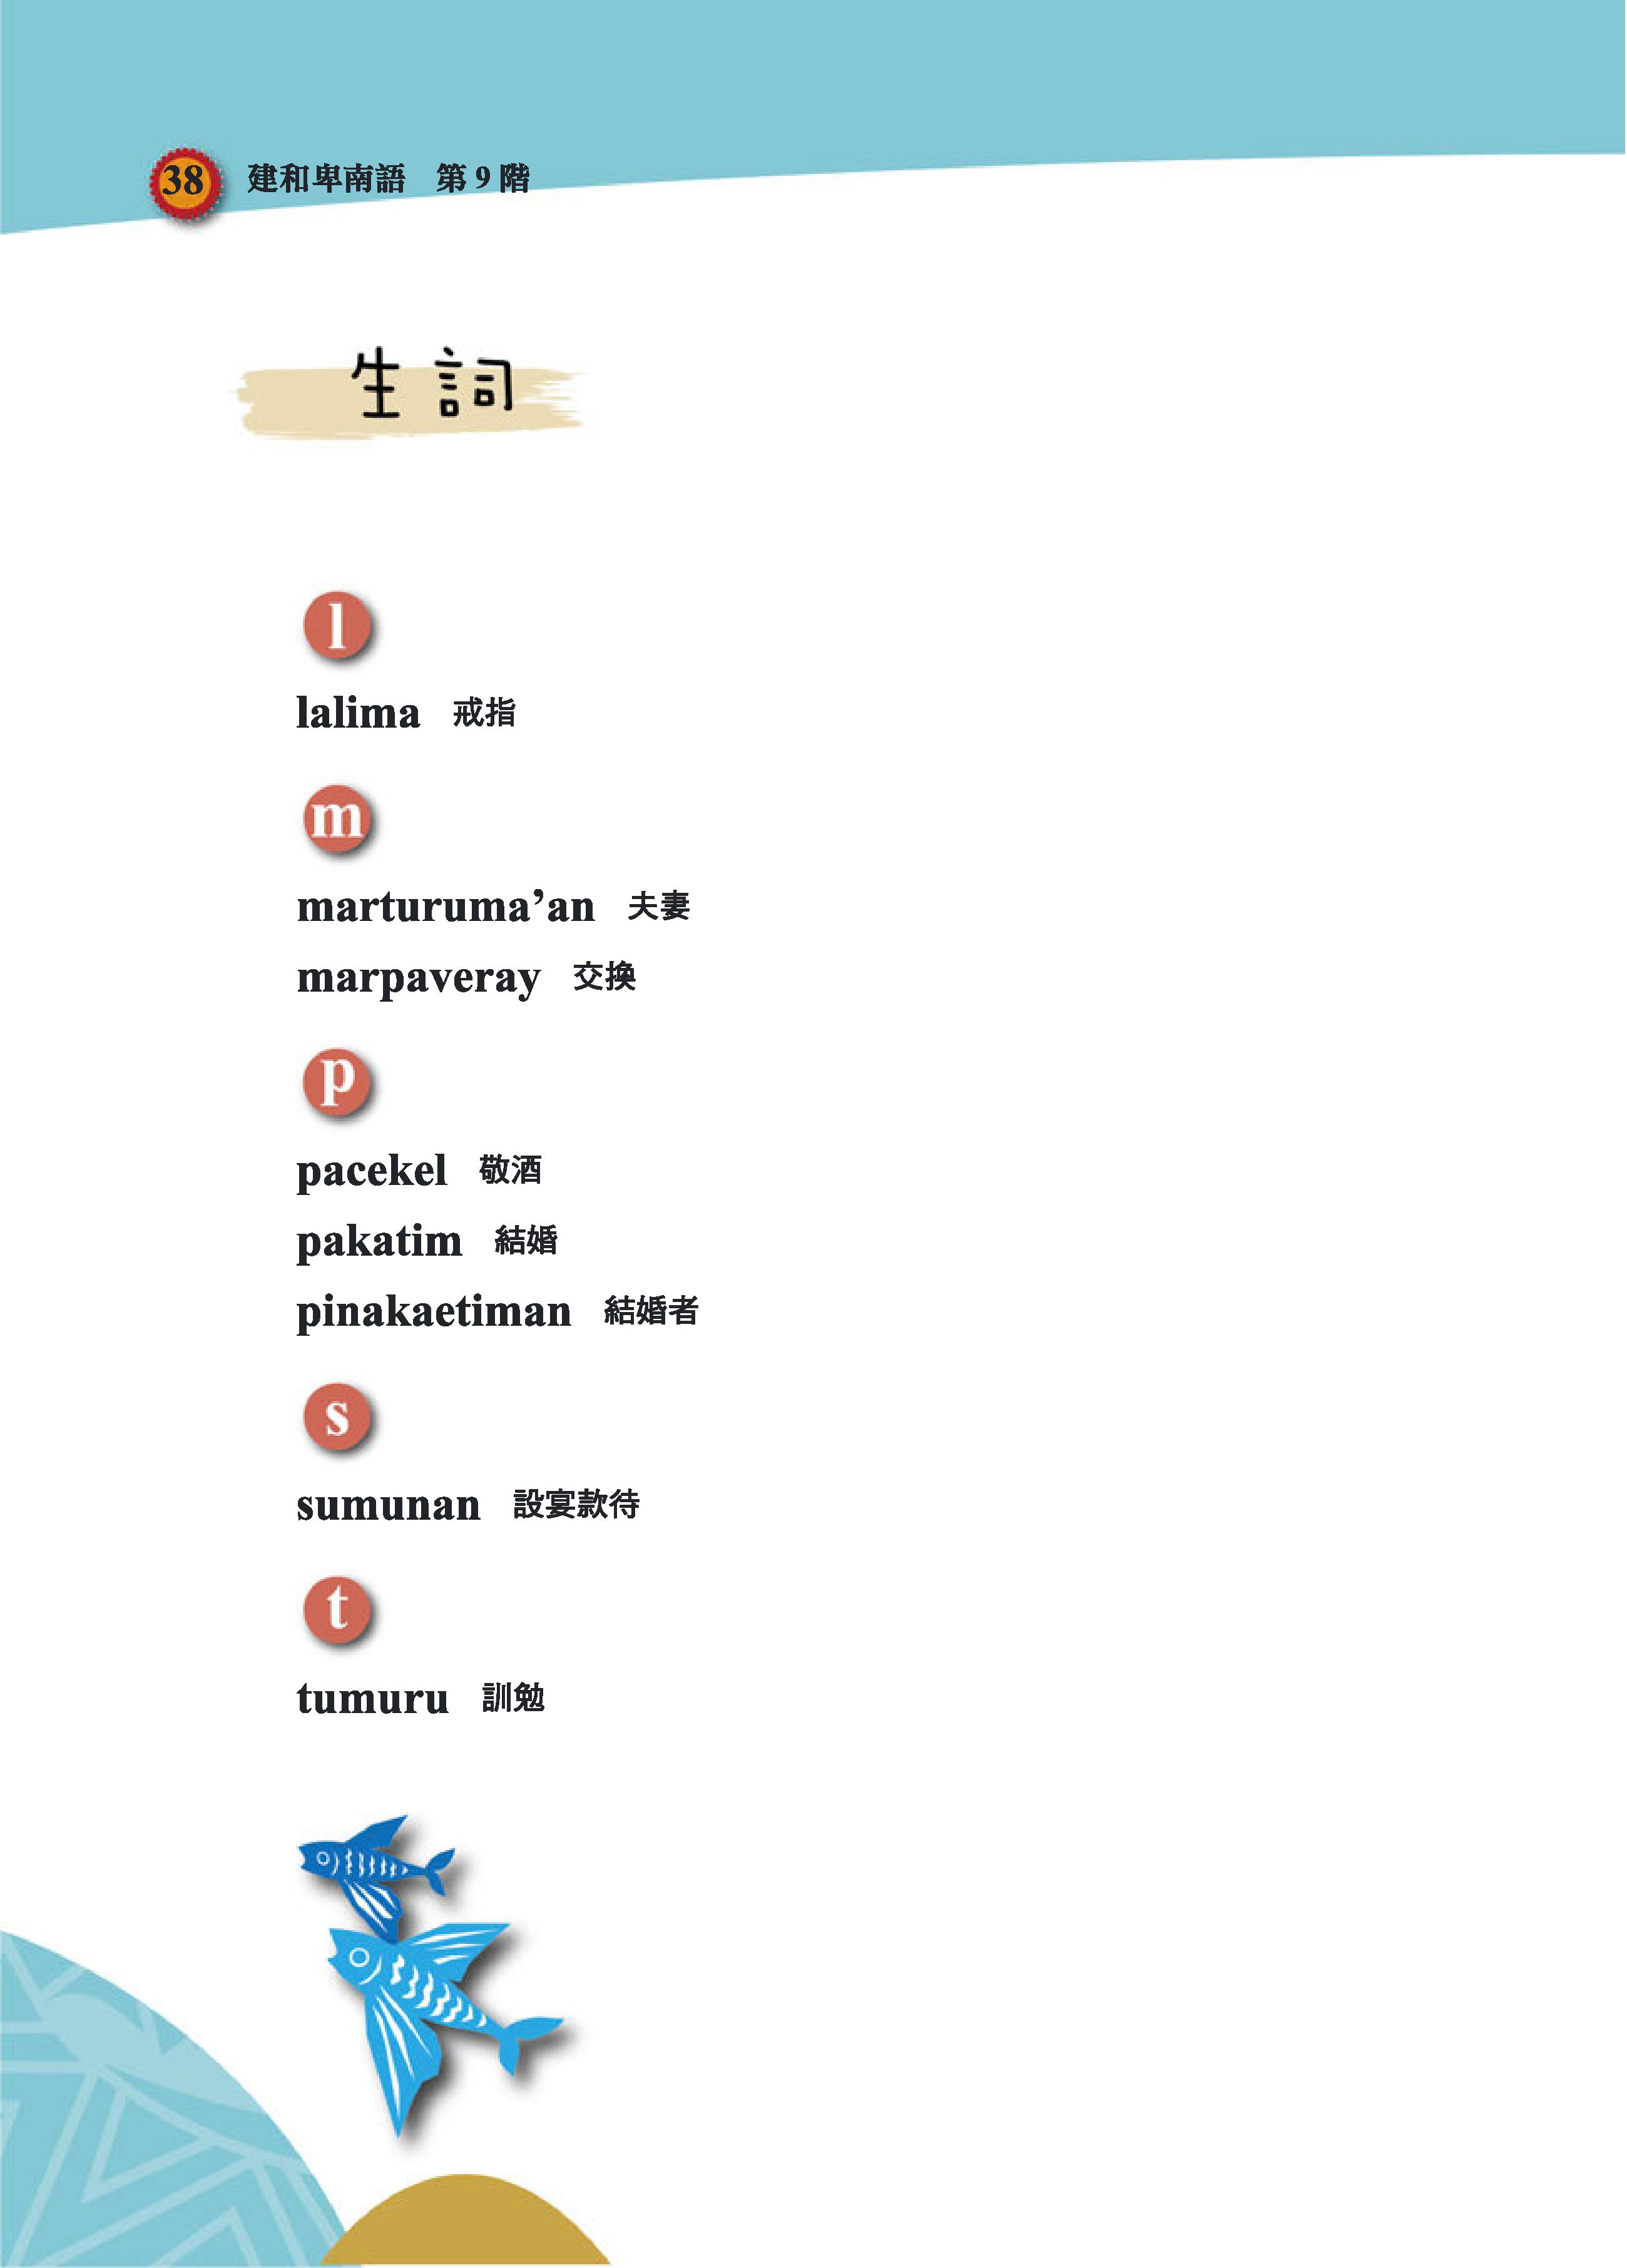 38 建和卑南語 第9階
生詞
l
lalima 戒指
m
marturuma’an 夫妻
marpaveray 交換
p
pacekel 敬酒
pakatim 結婚
pinakaetiman 結婚者
s
sumunan 設宴款待
t
tumuru 訓勉